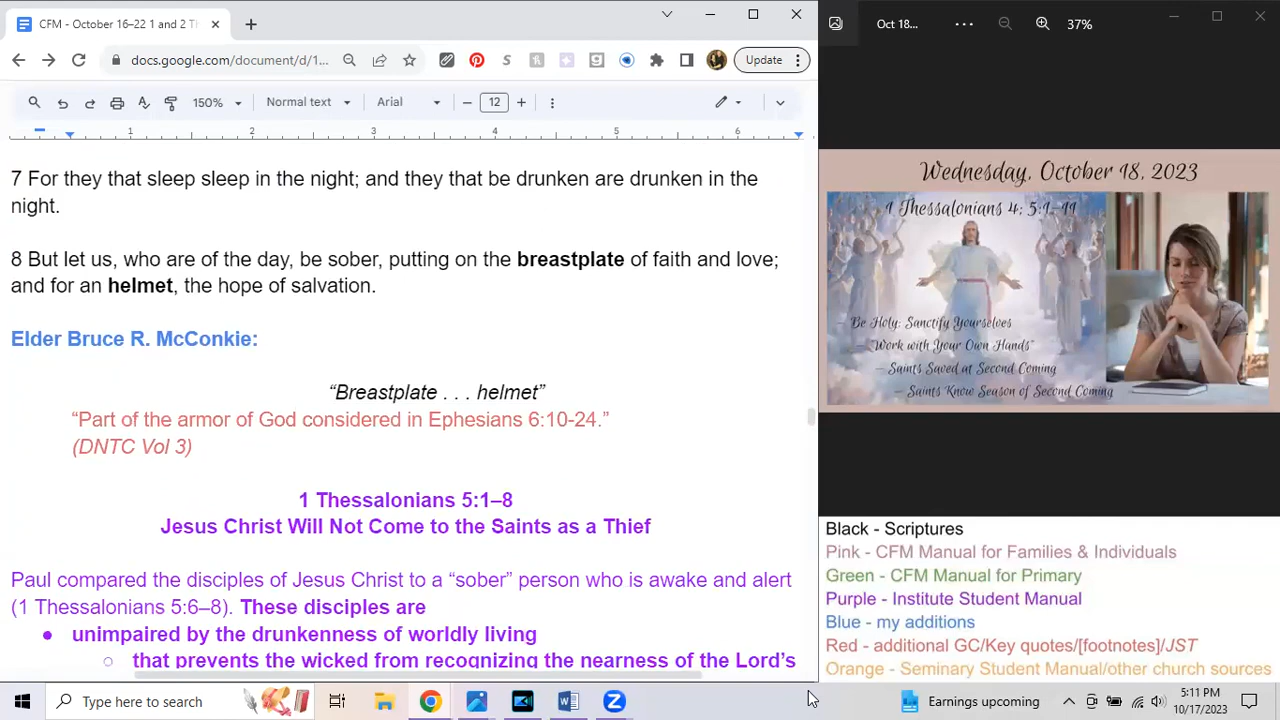 CFM - October 16–22 1 and 2 Th
Oct 18...
37%
docs.google.com/document/d/1...
Update
150%
Normal text
Arial
12
1
2
3
4
5
6
7 For they that sleep sleep in the night; and they that be drunken are drunken in the
night.
8 But let us, who are of the day, be sober, putting on the breastplate of faith and love;
and for an helmet, the hope of salvation.
Elder Bruce R. McConkie:
“Breastplate . . . helmet”
“Part of the armor of God considered in Ephesians 6:10-24.”
(DNTC Vol 3)
1 Thessalonians 5:1–8
Jesus Christ Will Not Come to the Saints as a Thief
Paul compared the disciples of Jesus Christ to a “sober” person who is awake and alert
(1 Thessalonians 5:6–8). These disciples are
● unimpaired by the drunkenness of worldly living
○ that prevents the wicked from recognizing the nearness of the Lord’s
Wednesday, October 18, 2023
1 Thessalonians 4; 5:1–11
– Be Holy: Sanctify Yourselves
– "Work with Your Own Hands"
– Saints Saved at Second Coming
– Saints Know Season of Second Coming
Black - Scriptures
Pink - CFM Manual for Families & Individuals
Green - CFM Manual for Primary
Purple - Institute Student Manual
Blue - my additions
Red - additional GC/Key quotes/[footnotes]/JST
Orange - Seminary Student Manual/other church sources
Type here to search
Earnings upcoming
5:11 PM
10/17/2023